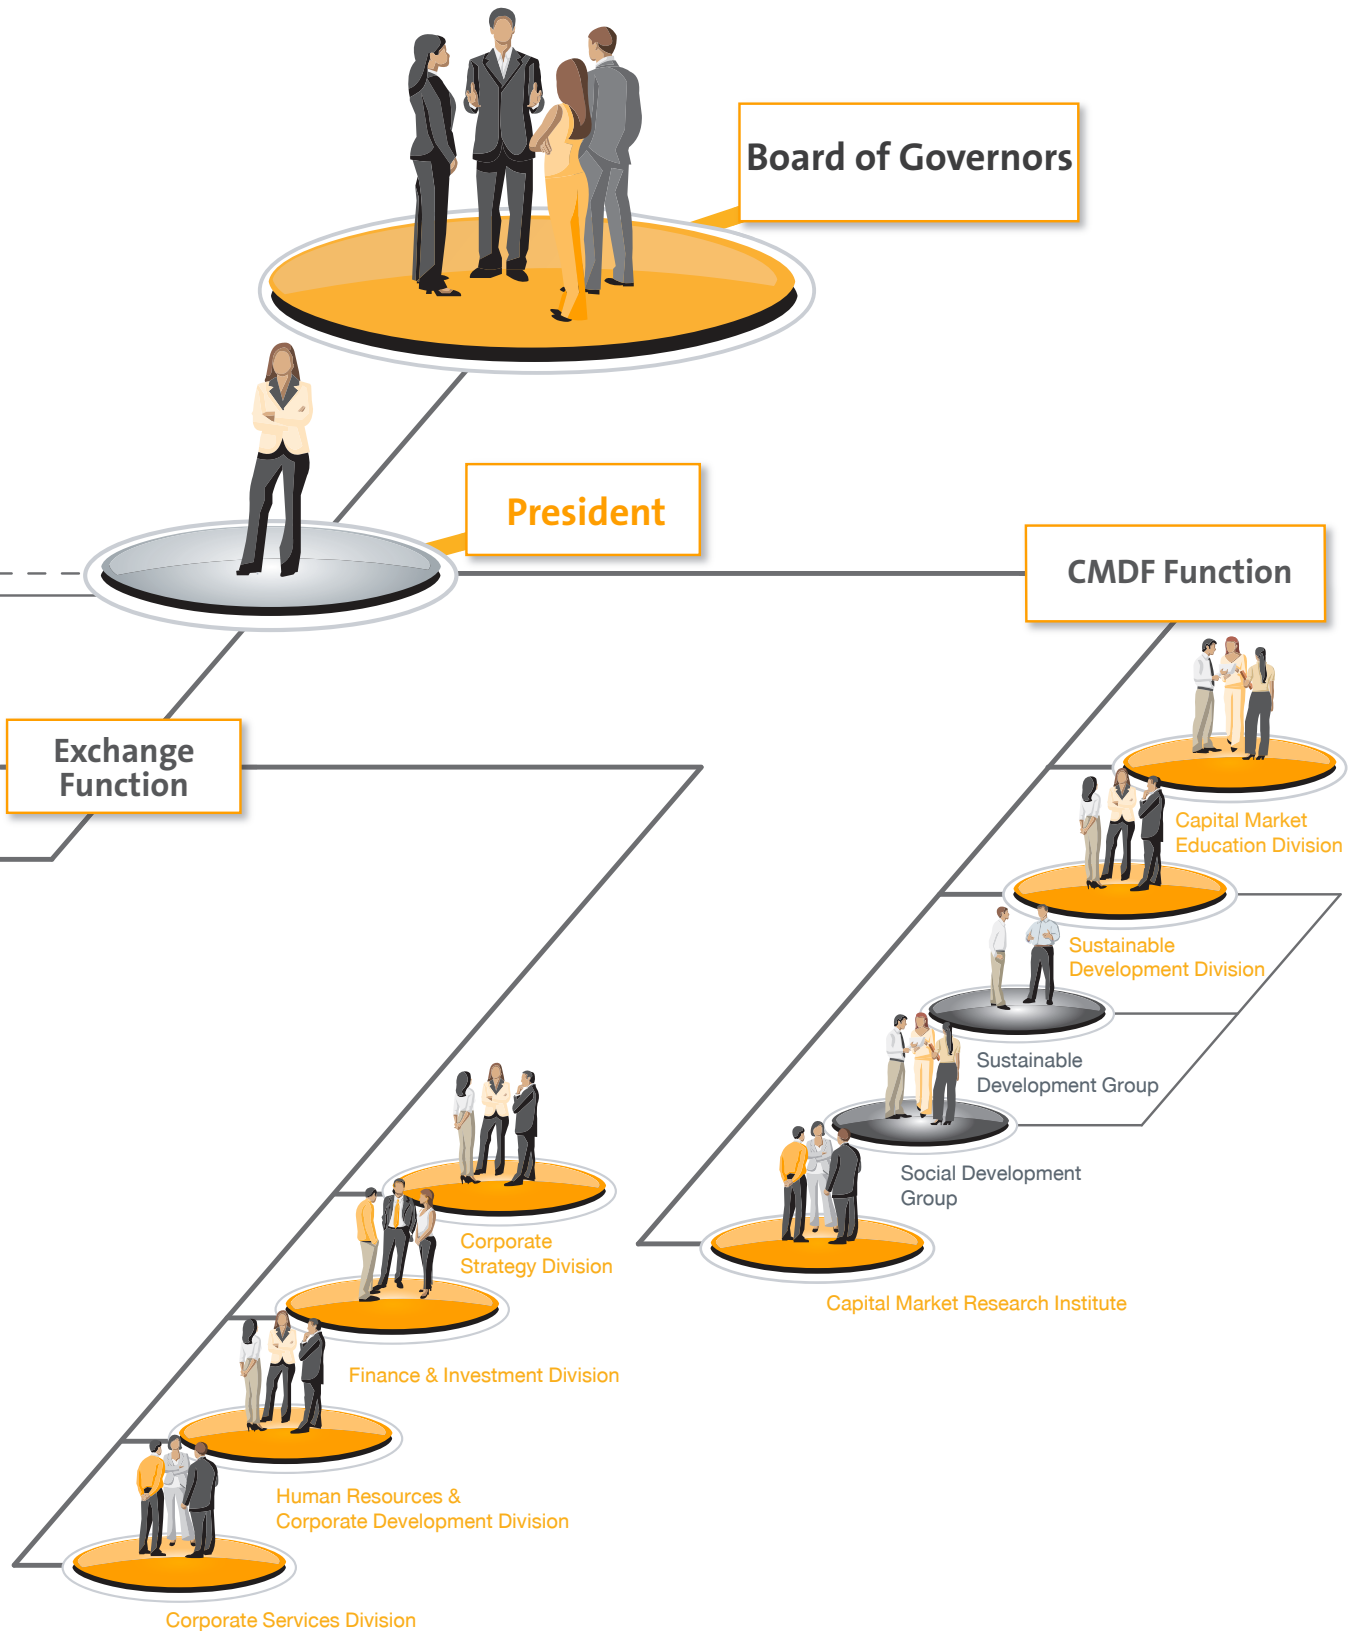 Board of Governors
President
CMDF Function
Exchange
Function
Capital Market
Education Division
Sustainable
Development Division
Sustainable
Development Group
Social Development
Group
Capital Market Research Institute
Corporate
Strategy Division
Finance & Investment Division
Human Resources &
Corporate Development Division
Corporate Services Division